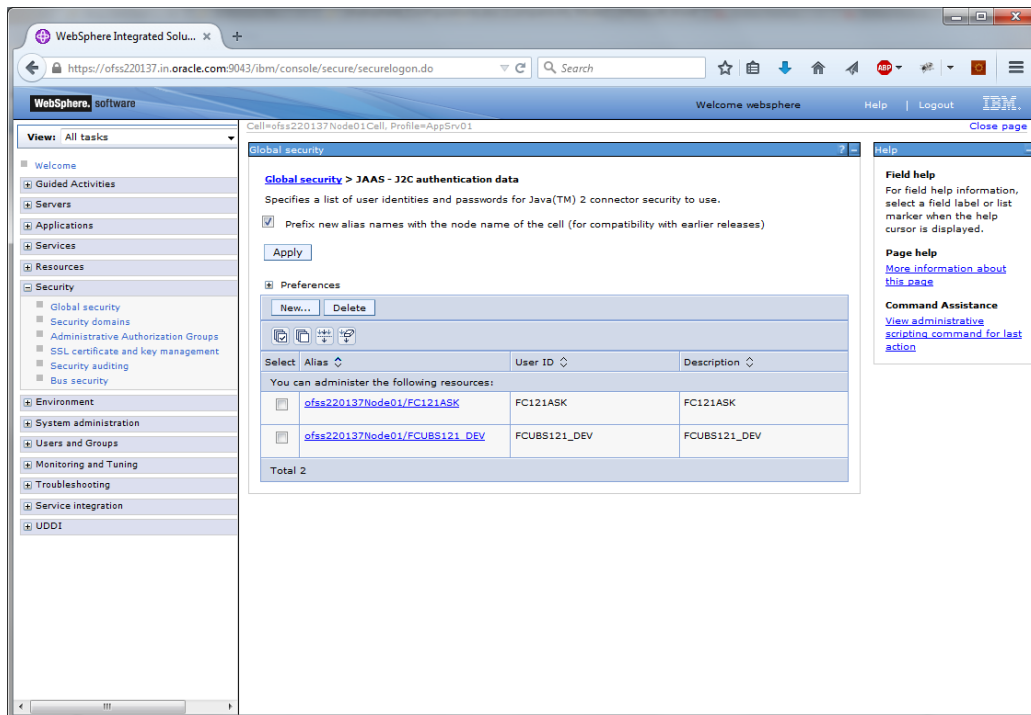 WebSphere Integrated Solu... ×
+
https://ofss220137.in.oracle.com:9043/ibm/console/secure/securelogon.do
Search
ABP
WebSphere. software
Welcome websphere
Help | Logout
IBM.
View: All tasks
Cell=ofss220137Node01Cell, Profile=AppSrv01
Close page
Welcome
Guided Activities
Servers
Applications
Services
Resources
Security
Global security
Security domains
Administrative Authorization Groups
SSL certificate and key management
Security auditing
Bus security
Environment
System administration
Users and Groups
Monitoring and Tuning
Troubleshooting
Service integration
UDDI
Global security
? –
Global security > JAAS - J2C authentication data
Specifies a list of user identities and passwords for Java(TM) 2 connector security to use.
Prefix new alias names with the node name of the cell (for compatibility with earlier releases)
Apply
Preferences
New... Delete
Select Alias User ID Description
You can administer the following resources:
ofss220137Node01/FC121ASK FC121ASK FC121ASK
ofss220137Node01/FCUBS121_DEV FCUBS121_DEV FCUBS121_DEV
Total 2
Help
Field help
For field help information,
select a field label or list
marker when the help
cursor is displayed.
Page help
More information about
this page
Command Assistance
View administrative
scripting command for last
action